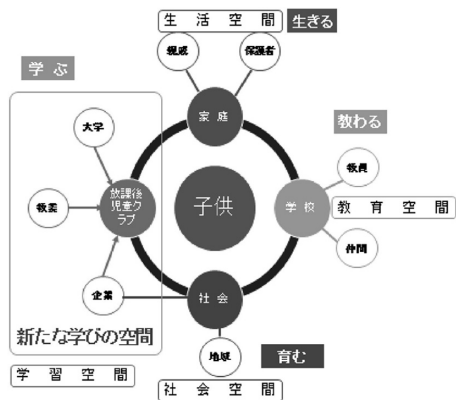 生活空間
生きる
親戚
保護者
学ぶ
家庭
大学
教わる
放課後
児童ク
ラブ
子供
学校
教員
教育空間
仲間
企業
社会
新たな学びの空間
地域
育む
学習空間
社会空間